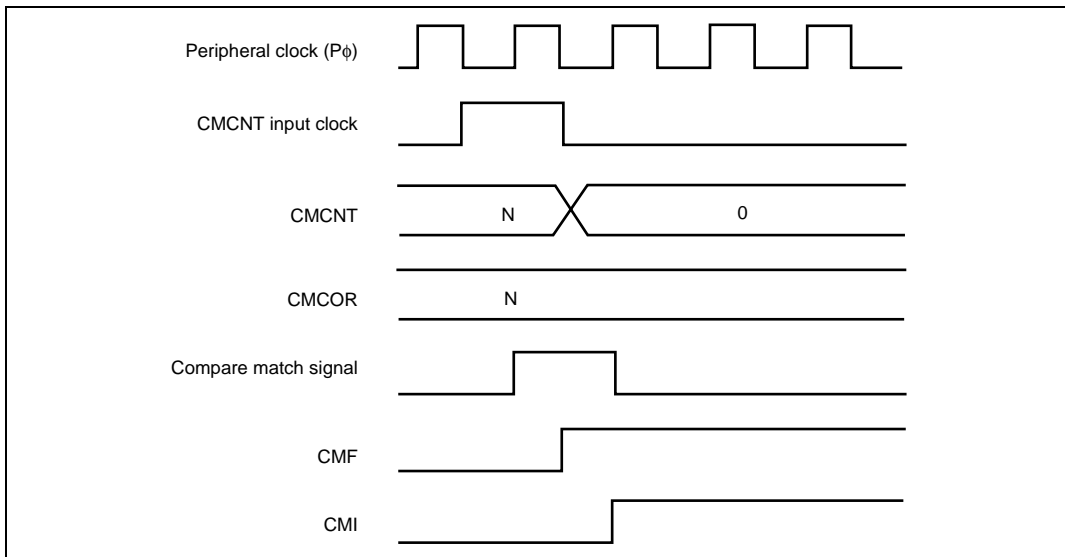 Peripheral clock (Pϕ)
CMCNT input clock
CMCNT N 0
CMCOR N
Compare match signal
CMF
CMI